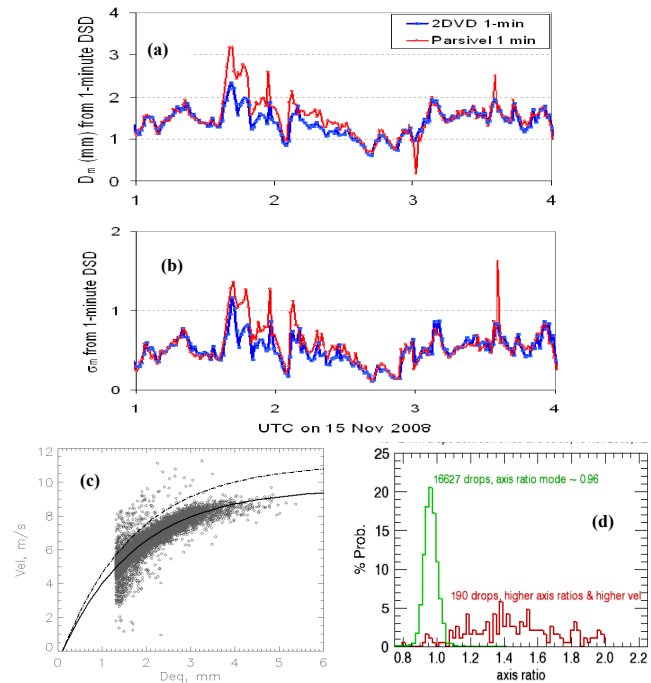 (a)
2DVD 1-min
Parsivel 1 min
Dm (mm) from 1-minute DSD
4
3
2
1
0
1
2
3
4
(b)
σm from 1-minute DSD
2
1
0
1
2
3
4
UTC on 15 Nov 2008
(c)
Vel, m/s
12
10
8
6
4
2
0
0
1
2
3
4
5
6
Deq, mm
(d)
16627 drops, axis ratio mode ~ 0.96
190 drops, higher axis ratios & higher vel
% Prob.
25
20
15
10
5
0
0.8
1.0
1.2
1.4
1.6
1.8
2.0
2.2
axis ratio